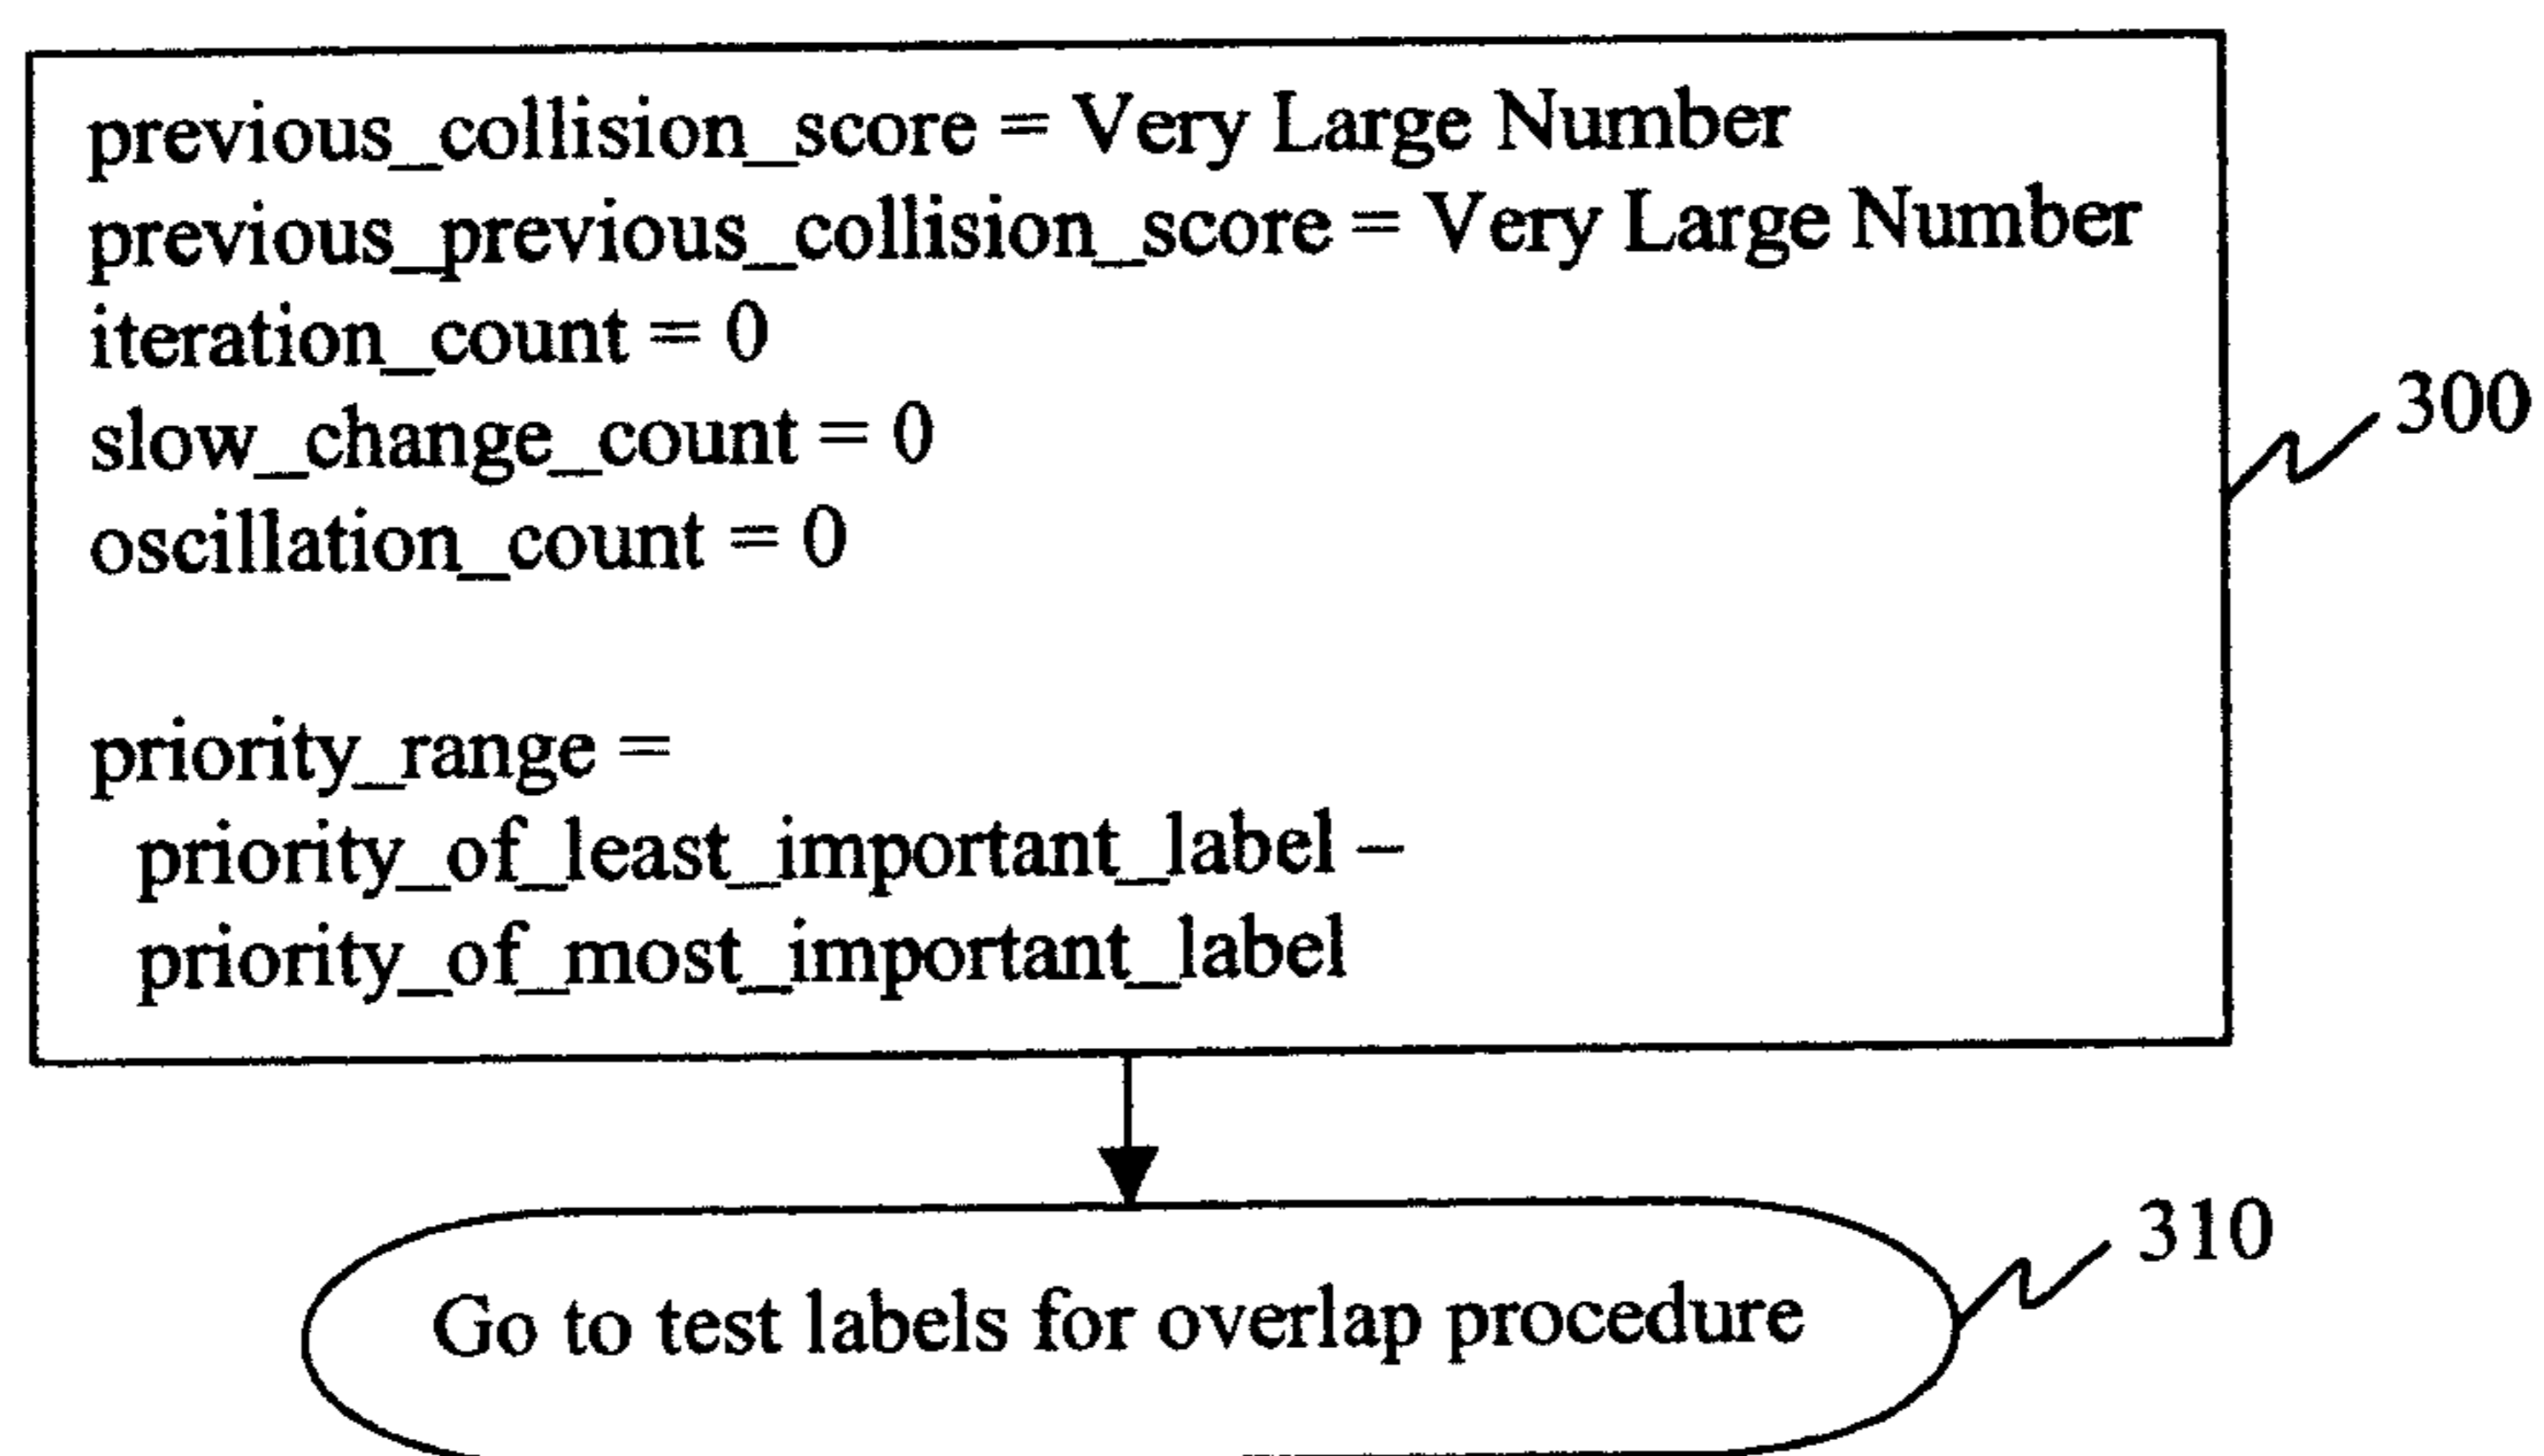 previous_collision_score = Very Large Number
previous_previous_collision_score = Very Large Number
iteration_count = 0
slow_change_count = 0
oscillation_count = 0
300
priority_range =
priority_of_least_important_label –
priority_of_most_important_label
310
Go to test labels for overlap procedure